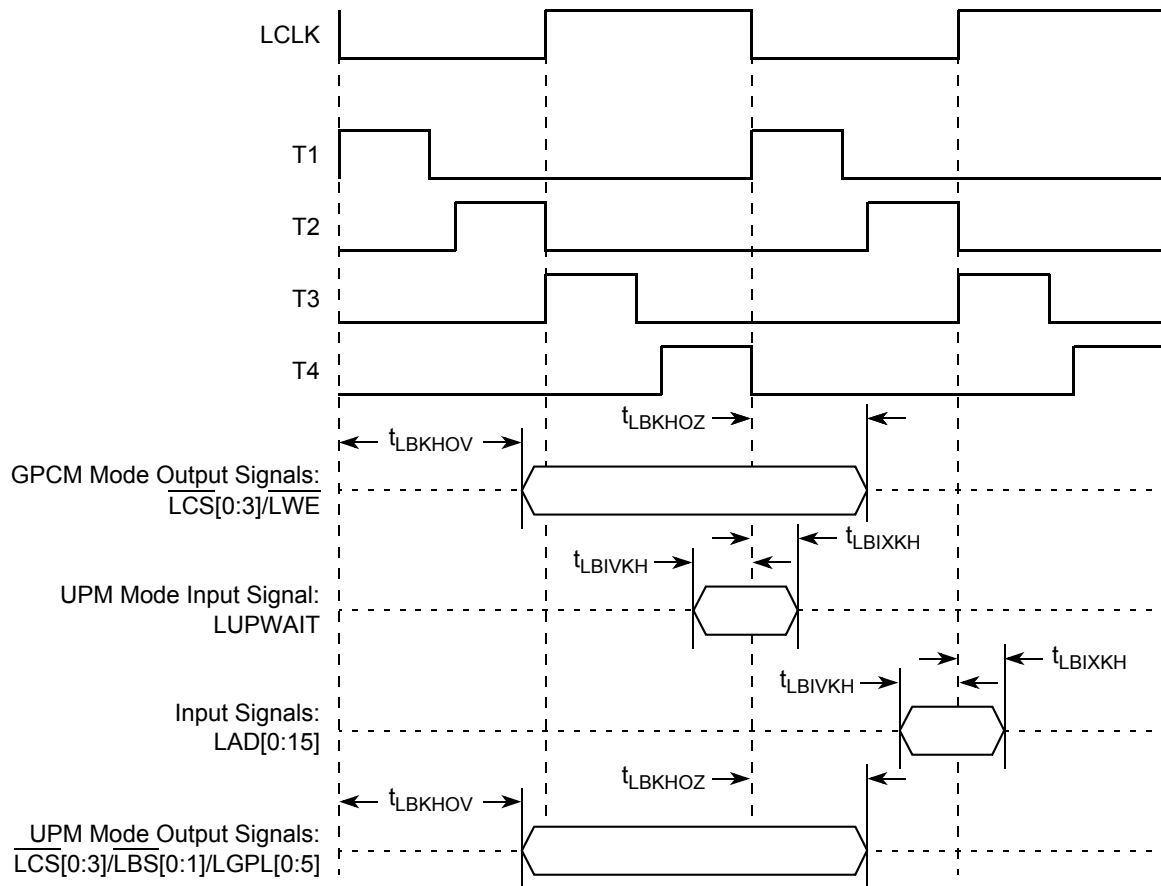 LCLK
T1
T2
T3
T4
tLBKHOZ
tLBKHOV
GPCM Mode Output Signals:
LCS[0:3]/LWE
tLBIXKH
tLBIVKH
UPM Mode Input Signal:
LUPWAIT
tLBIXKH
tLBIVKH
Input Signals:
LAD[0:15]
tLBKHOZ
tLBKHOV
UPM Mode Output Signals:
LCS[0:3]/LBS[0:1]/LGPL[0:5]